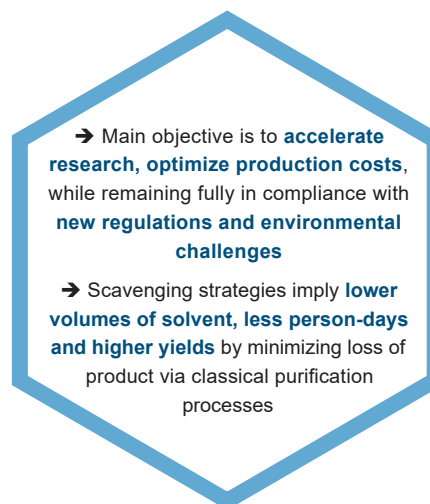 ➔ Main objective is to accelerate
research, optimize production costs,
while remaining fully in compliance with
new regulations and environmental
challenges
➔ Scavenging strategies imply lower
volumes of solvent, less person-days
and higher yields by minimizing loss of
product via classical purification
processes